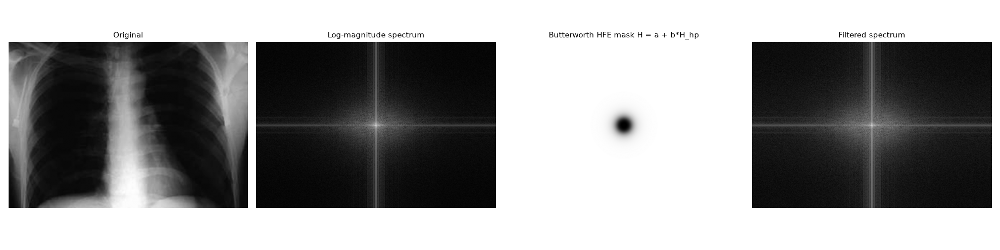 Original
Log-magnitude spectrum
Butterworth HFE mask H = a + b*H_hp
Filtered spectrum